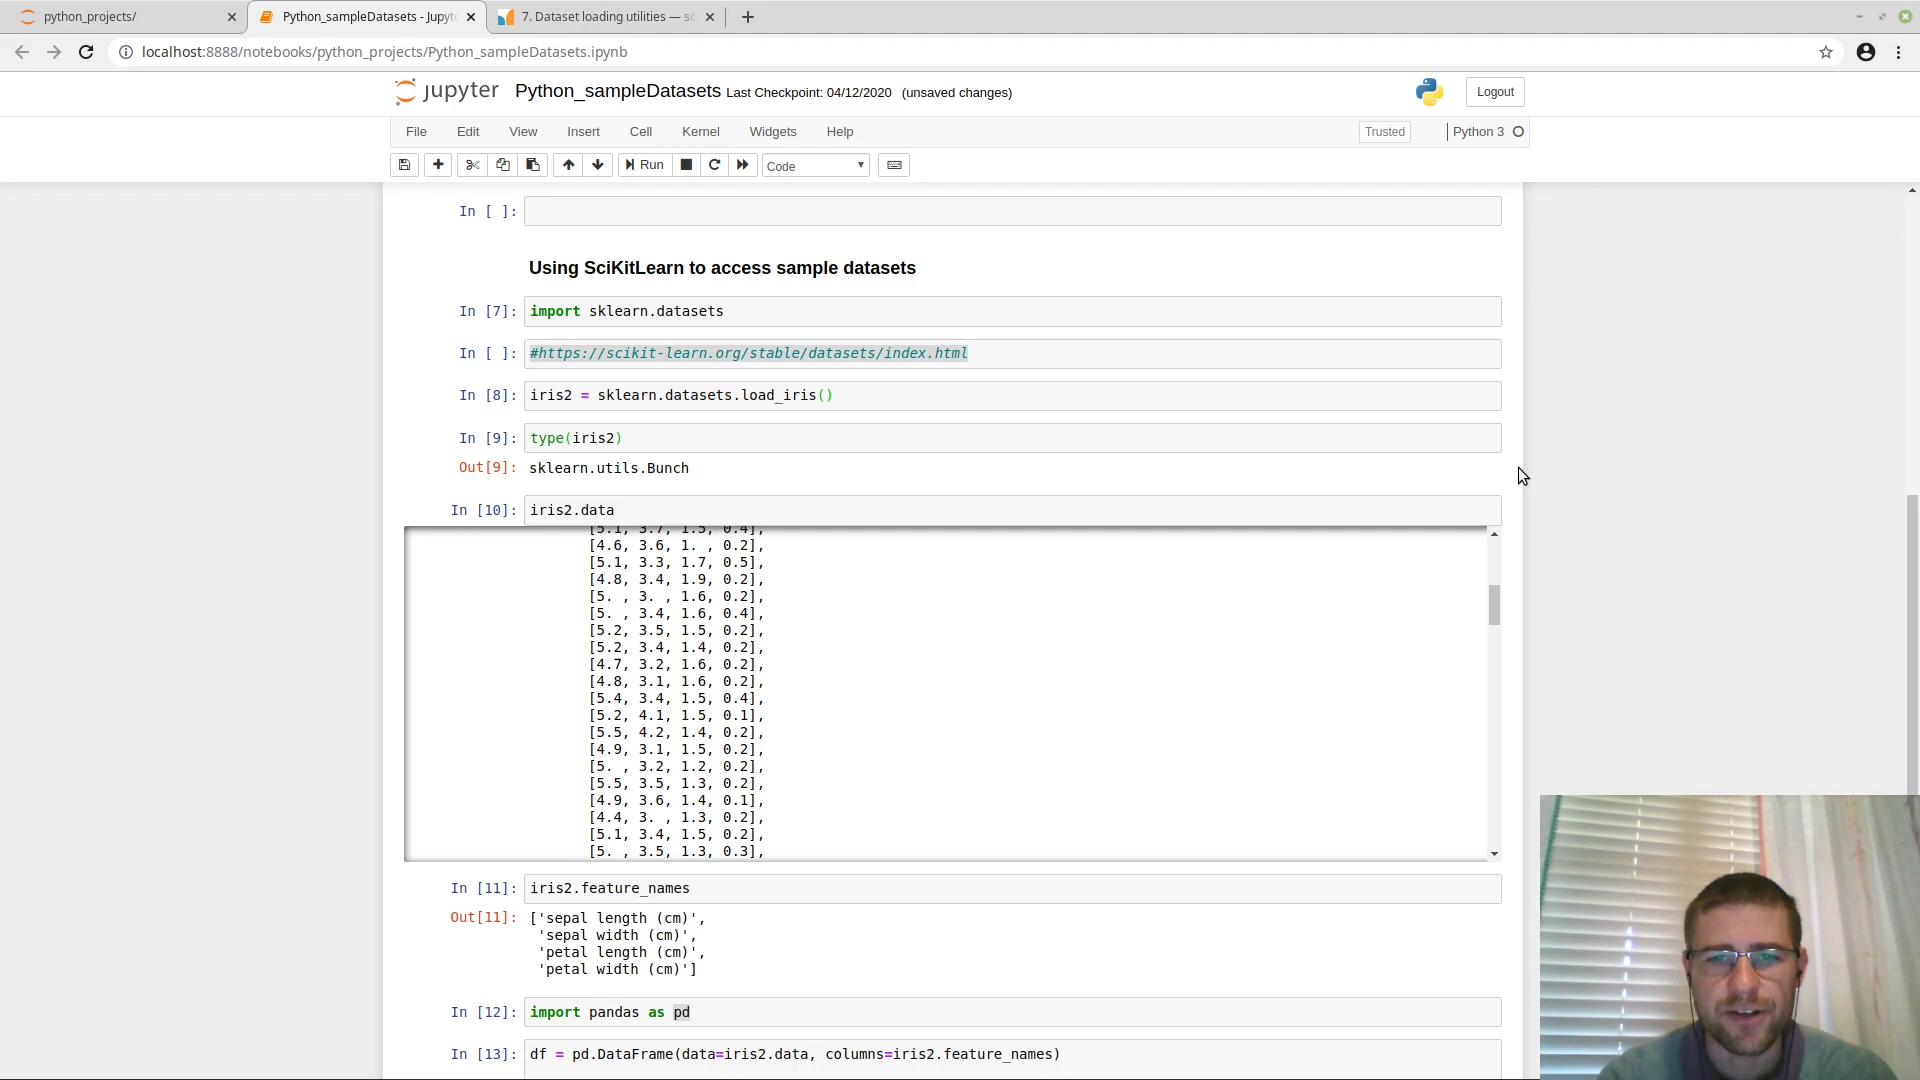 python_projects/
Python_sampleDatasets - Jupyte
7. Dataset loading utilities — sc
localhost:8888/notebooks/python_projects/Python_sampleDatasets.ipynb
jupyter Python_sampleDatasets Last Checkpoint: 04/12/2020 (unsaved changes)
Logout
File Edit View Insert Cell Kernel Widgets Help
Trusted
Python 3
Run
Code
In [ ]:
Using SciKitLearn to access sample datasets
In [7]: import sklearn.datasets
In [ ]: #https://scikit-learn.org/stable/datasets/index.html
In [8]: iris2 = sklearn.datasets.load_iris()
In [9]: type(iris2)
Out[9]: sklearn.utils.Bunch
In [10]: iris2.data
[5.1, 3.7, 1.5, 0.4],
[4.6, 3.6, 1. , 0.2],
[5.1, 3.3, 1.7, 0.5],
[4.8, 3.4, 1.9, 0.2],
[5. , 3. , 1.6, 0.2],
[5. , 3.4, 1.6, 0.4],
[5.2, 3.5, 1.5, 0.2],
[5.2, 3.4, 1.4, 0.2],
[4.7, 3.2, 1.6, 0.2],
[4.8, 3.1, 1.6, 0.2],
[5.4, 3.4, 1.5, 0.4],
[5.2, 4.1, 1.5, 0.1],
[5.5, 4.2, 1.4, 0.2],
[4.9, 3.1, 1.5, 0.2],
[5. , 3.2, 1.2, 0.2],
[5.5, 3.5, 1.3, 0.2],
[4.9, 3.6, 1.4, 0.1],
[4.4, 3. , 1.3, 0.2],
[5.1, 3.4, 1.5, 0.2],
[5. , 3.5, 1.3, 0.3],
In [11]: iris2.feature_names
Out[11]: ['sepal length (cm)',
'sepal width (cm)',
'petal length (cm)',
'petal width (cm)']
In [12]: import pandas as pd
In [13]: df = pd.DataFrame(data=iris2.data, columns=iris2.feature_names)